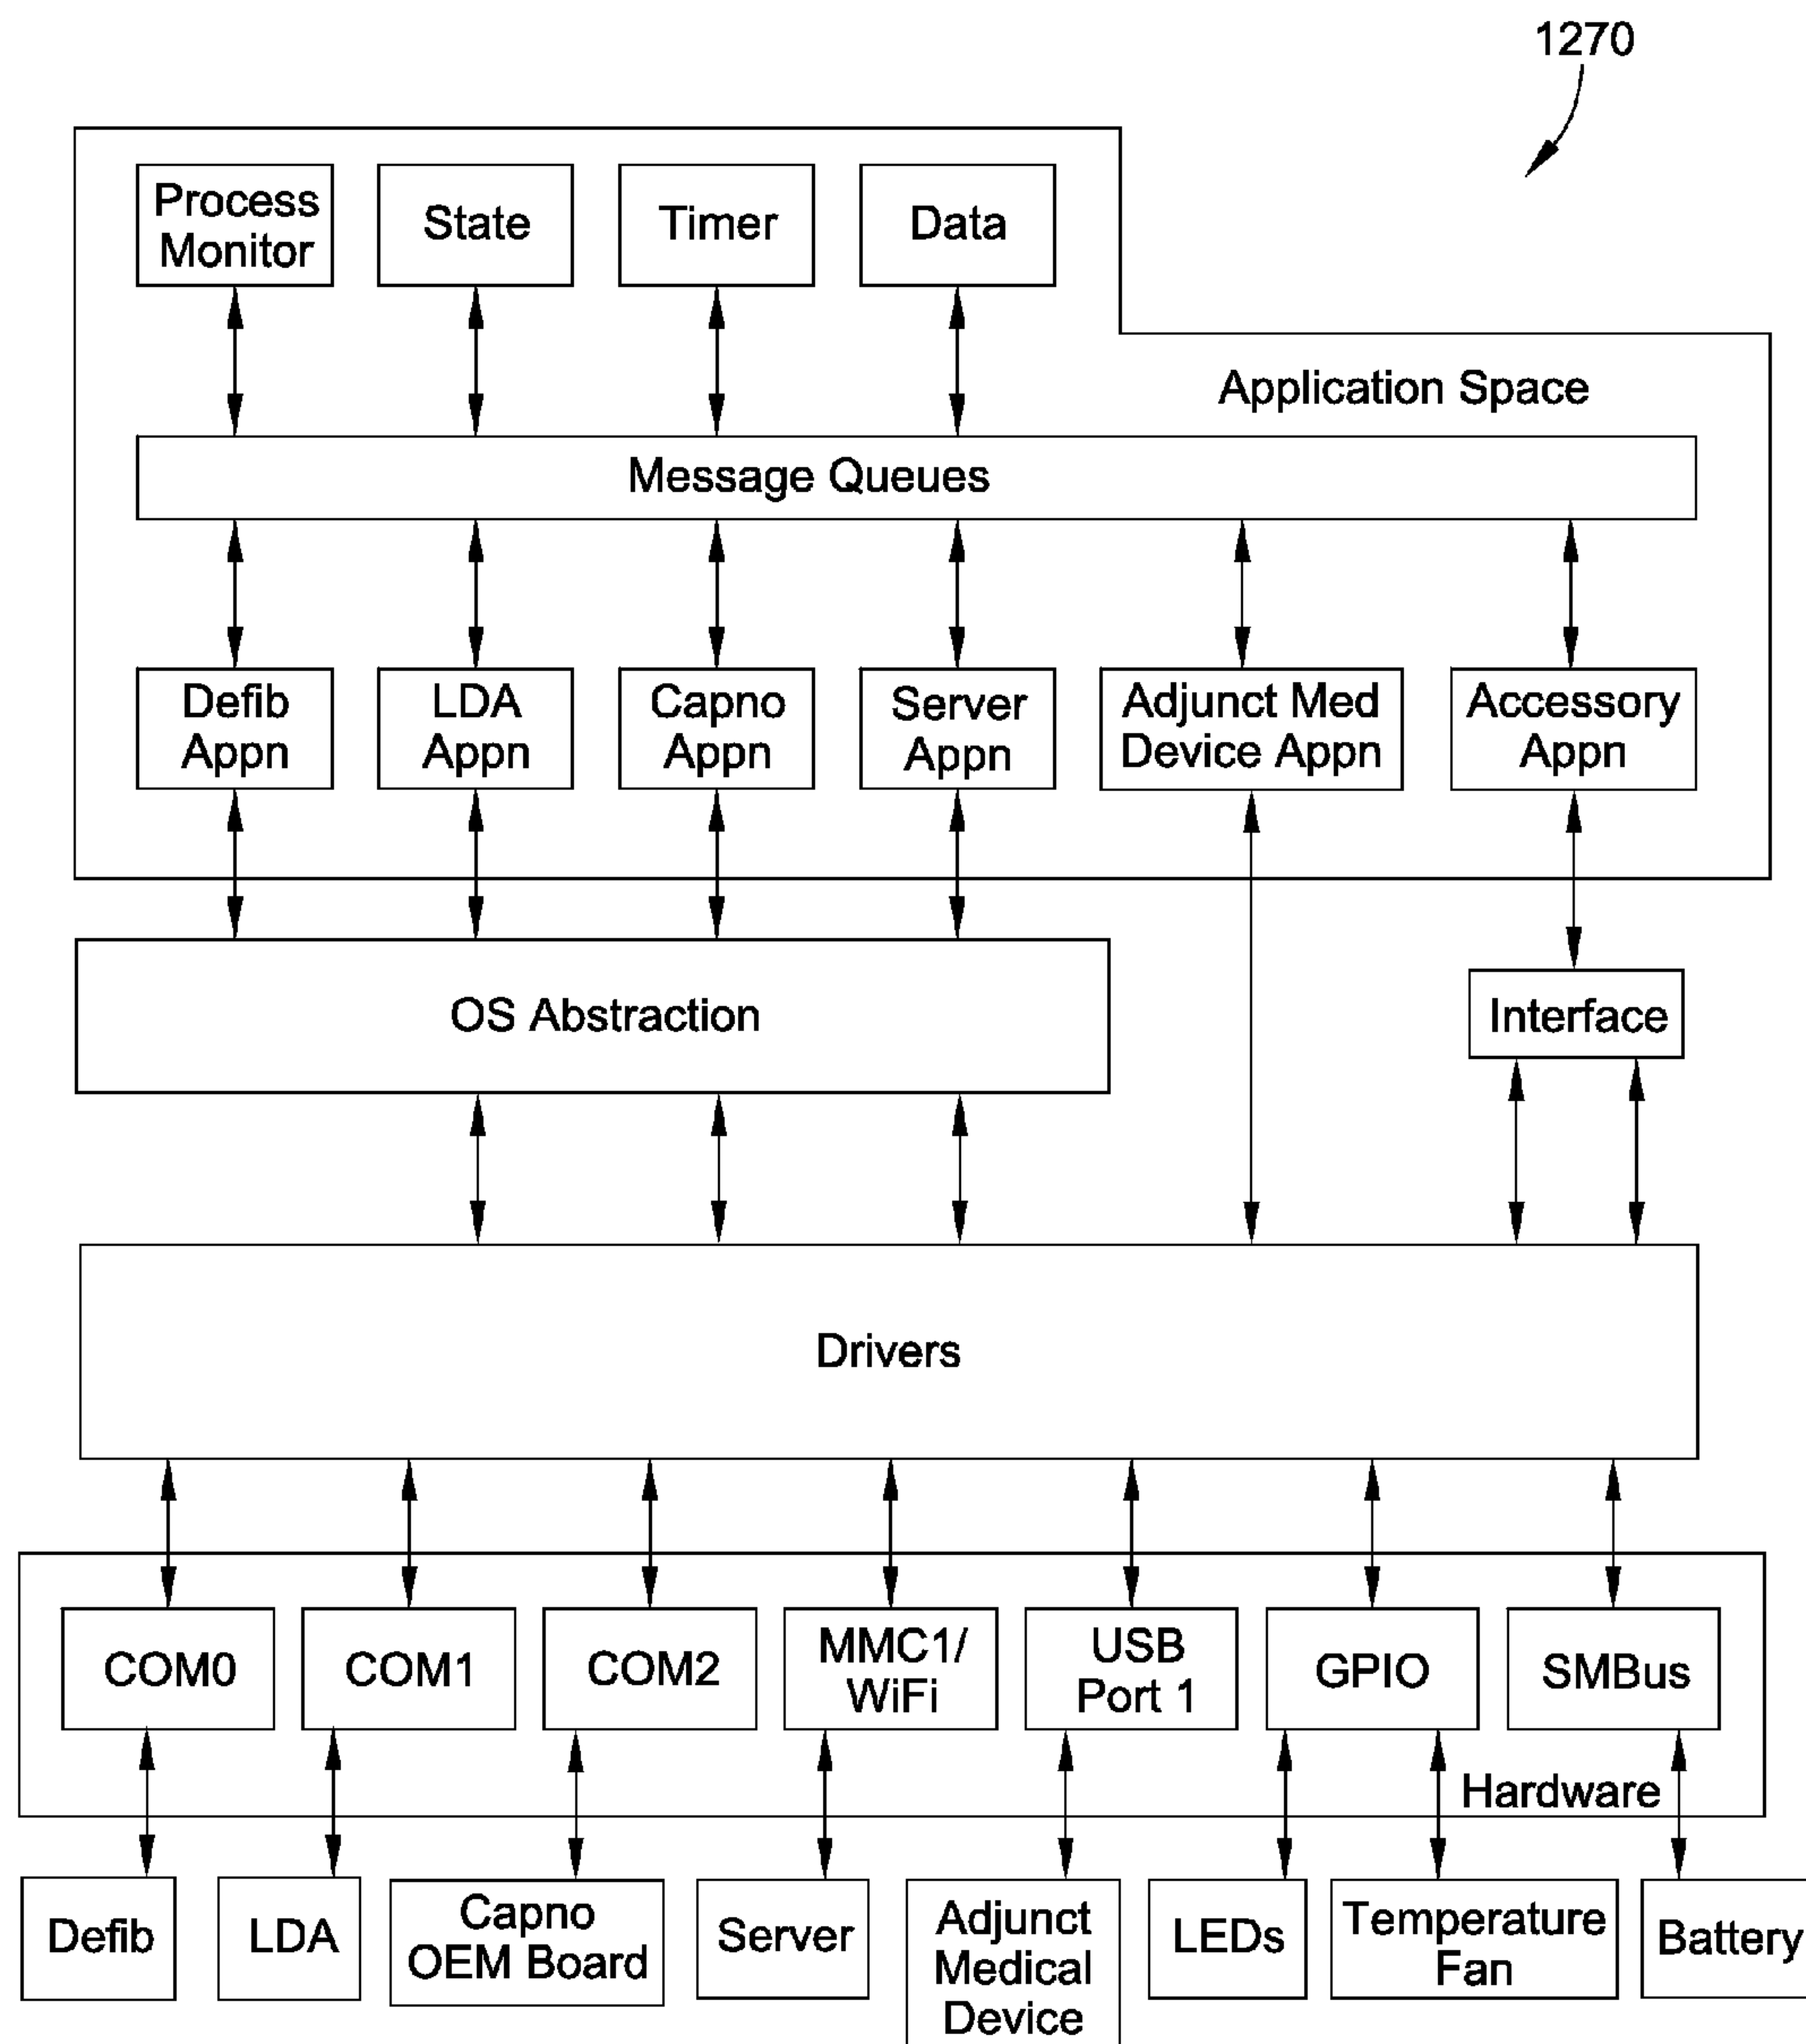 1270
Process
Monitor
State
Timer
Data
Application Space
Message Queues
Defib
Appn
LDA
Appn
Capno
Appn
Server
Appn
Adjunct Med
Device Appn
Accessory
Appn
OS Abstraction
Interface
Drivers
COM0
COM1
COM2
MMC1/
WiFi
USB
Port 1
GPIO
SMBus
Hardware
Defib
LDA
Capno
OEM Board
Server
Adjunct
Medical
Device
LEDs
Temperature
Fan
Battery